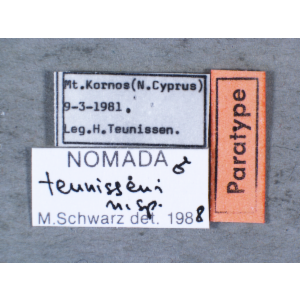 Mt.Kornos(N.Cyprus)
9-3-1981.
Leg.H.Teunissen.
NOMADA ♂
teunisseni
n.sp.
M.Schwarz det. 1988
Paratype